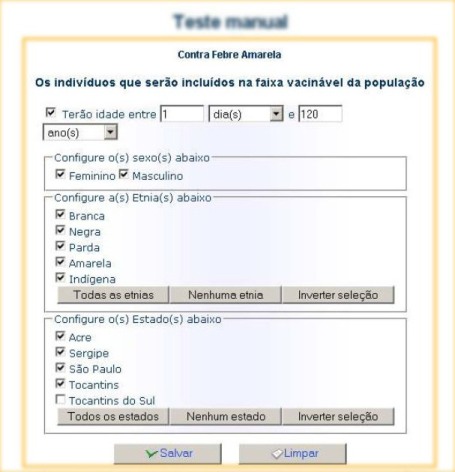 Teste manual
Contra Febre Amarela
Os indivíduos que serão incluídos na faixa vacinável da população
Terão idade entre 1 dia(s) e 120
ano(s)
Configure o(s) sexo(s) abaixo
Feminino Masculino
Configure a(s) Etnia(s) abaixo
Branca
Negra
Parda
Amarela
Indígena
Todas as etnias Nenhuma etnia Inverter seleção
Configure o(s) Estado(s) abaixo
Acre
Sergipe
São Paulo
Tocantins
Tocantins do Sul
Todos os estados Nenhum estado Inverter seleção
Salvar Limpar